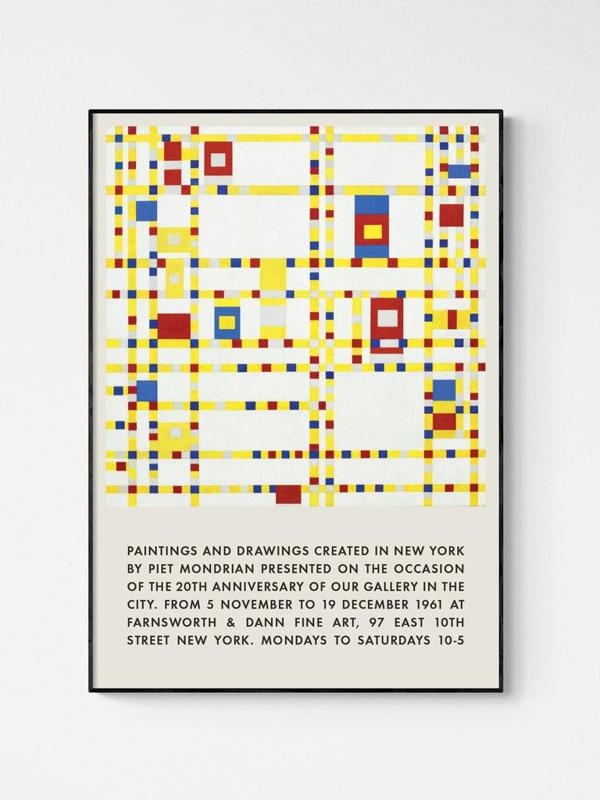 PAINTINGS AND DRAWINGS CREATED IN NEW YORK
BY PIET MONDRIAN PRESENTED ON THE OCCASION
OF THE 20TH ANNIVERSARY OF OUR GALLERY IN THE
CITY. FROM 5 NOVEMBER TO 19 DECEMBER 1961 AT
FARNSWORTH & DANN FINE ART, 97 EAST 10TH
STREET NEW YORK. MONDAYS TO SATURDAYS 10-5